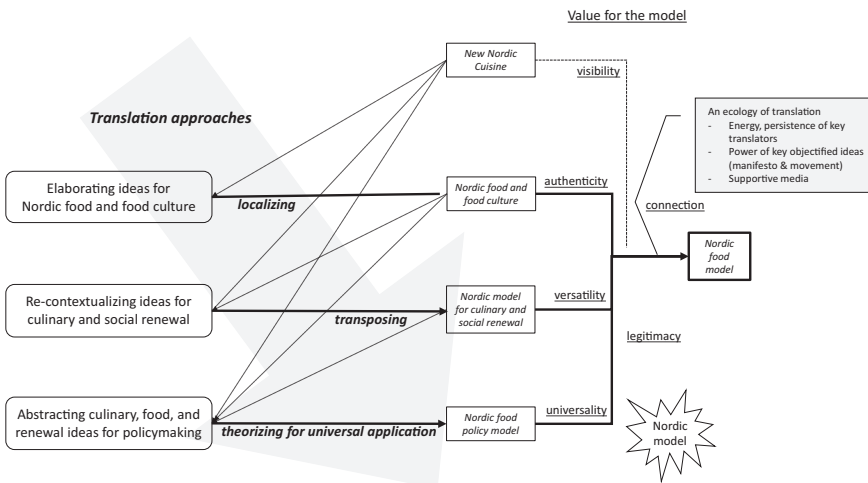 Value for the model
New Nordic
Cuisine
visibility
Translation approaches
An ecology of translation
- Energy, persistence of key
translators
- Power of key objectified ideas
(manifesto & movement)
- Supportive media
Elaborating ideas for
Nordic food and food culture
localizing
Nordic food and
food culture
authenticity
connection
Nordic
food
model
Re-contextualizing ideas for
culinary and social renewal
transposing
Nordic model
for culinary and
social renewal
versatility
legitimacy
Abstracting culinary, food, and
renewal ideas for policymaking
theorizing for universal application
Nordic food
policy model
universality
Nordic
model